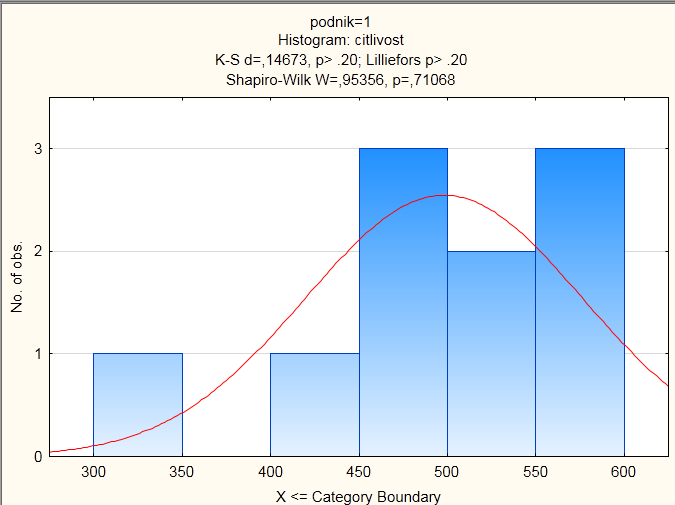 podnik=1
Histogram: citlivost
K-S d=,14673, p> .20; Lilliefors p> .20
Shapiro-Wilk W=,95356, p=,71068
No. of obs.
3
2
1
0
300 350 400 450 500 550 600
X <= Category Boundary